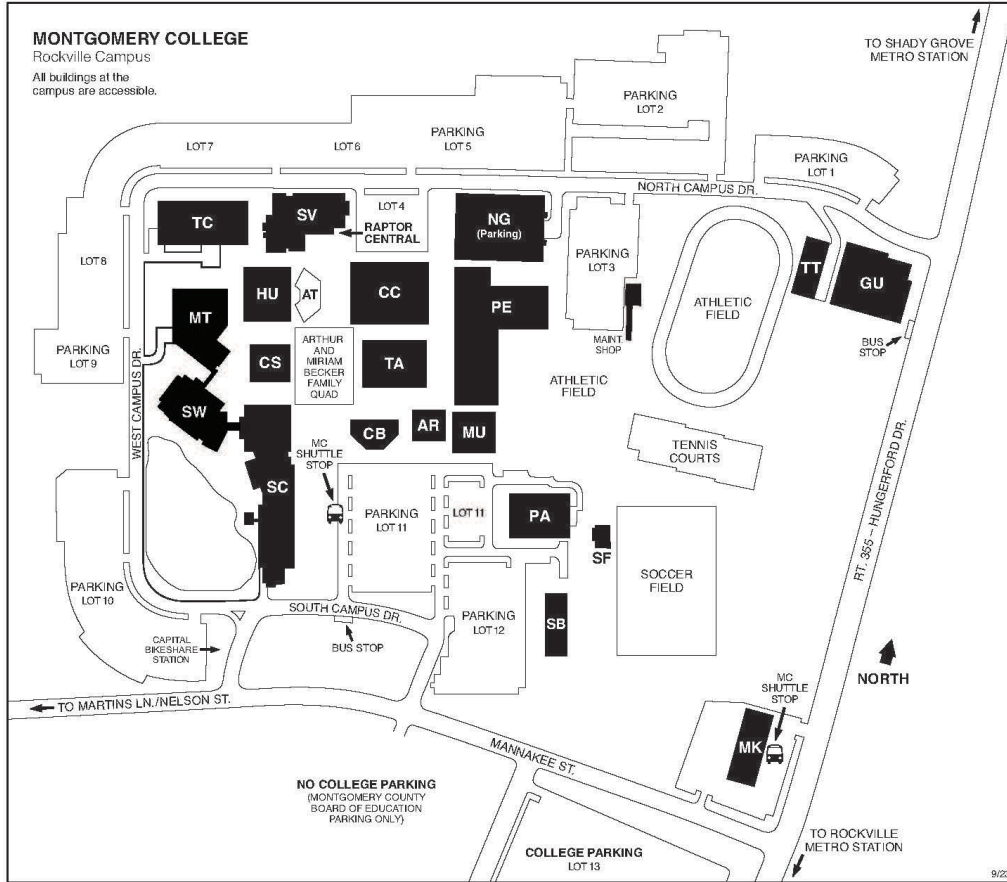 MONTGOMERY COLLEGE
Rockville Campus
All buildings at the
campus are accessible.
TO SHADY GROVE
METRO STATION
PARKING
LOT 2
PARKING
LOT 5
LOT 7
LOT 6
PARKING
LOT 1
NORTH CAMPUS DR.
TC
SV
LOT 4
RAPTOR
CENTRAL
NG
(Parking)
PARKING
LOT 3
LOT 8
HU
AT
CC
PE
TT
GU
MT
ATHLETIC
FIELD
MAINT.
SHOP
BUS
STOP
PARKING
LOT 9
CS
ARTHUR
AND
MIRIAM
BECKER
FAMILY
QUAD
TA
ATHLETIC
FIELD
WEST CAMPUS DR.
SW
CB
AR
MU
MC
SHUTTLE
STOP
TENNIS
COURTS
SC
PARKING
LOT 11
LOT 11
PA
SF
RT. 355 – HUNGERFORD DR.
SOCCER
FIELD
PARKING
LOT 10
SOUTH CAMPUS DR.
PARKING
LOT 12
SB
CAPITAL
BIKESHARE
STATION
BUS STOP
NORTH
MC
SHUTTLE
STOP
TO MARTINS LN./NELSON ST.
MK
MANNAKEE ST.
NO COLLEGE PARKING
(MONTGOMERY COUNTY
BOARD OF EDUCATION
PARKING ONLY)
TO ROCKVILLE
METRO STATION
COLLEGE PARKING
LOT 13